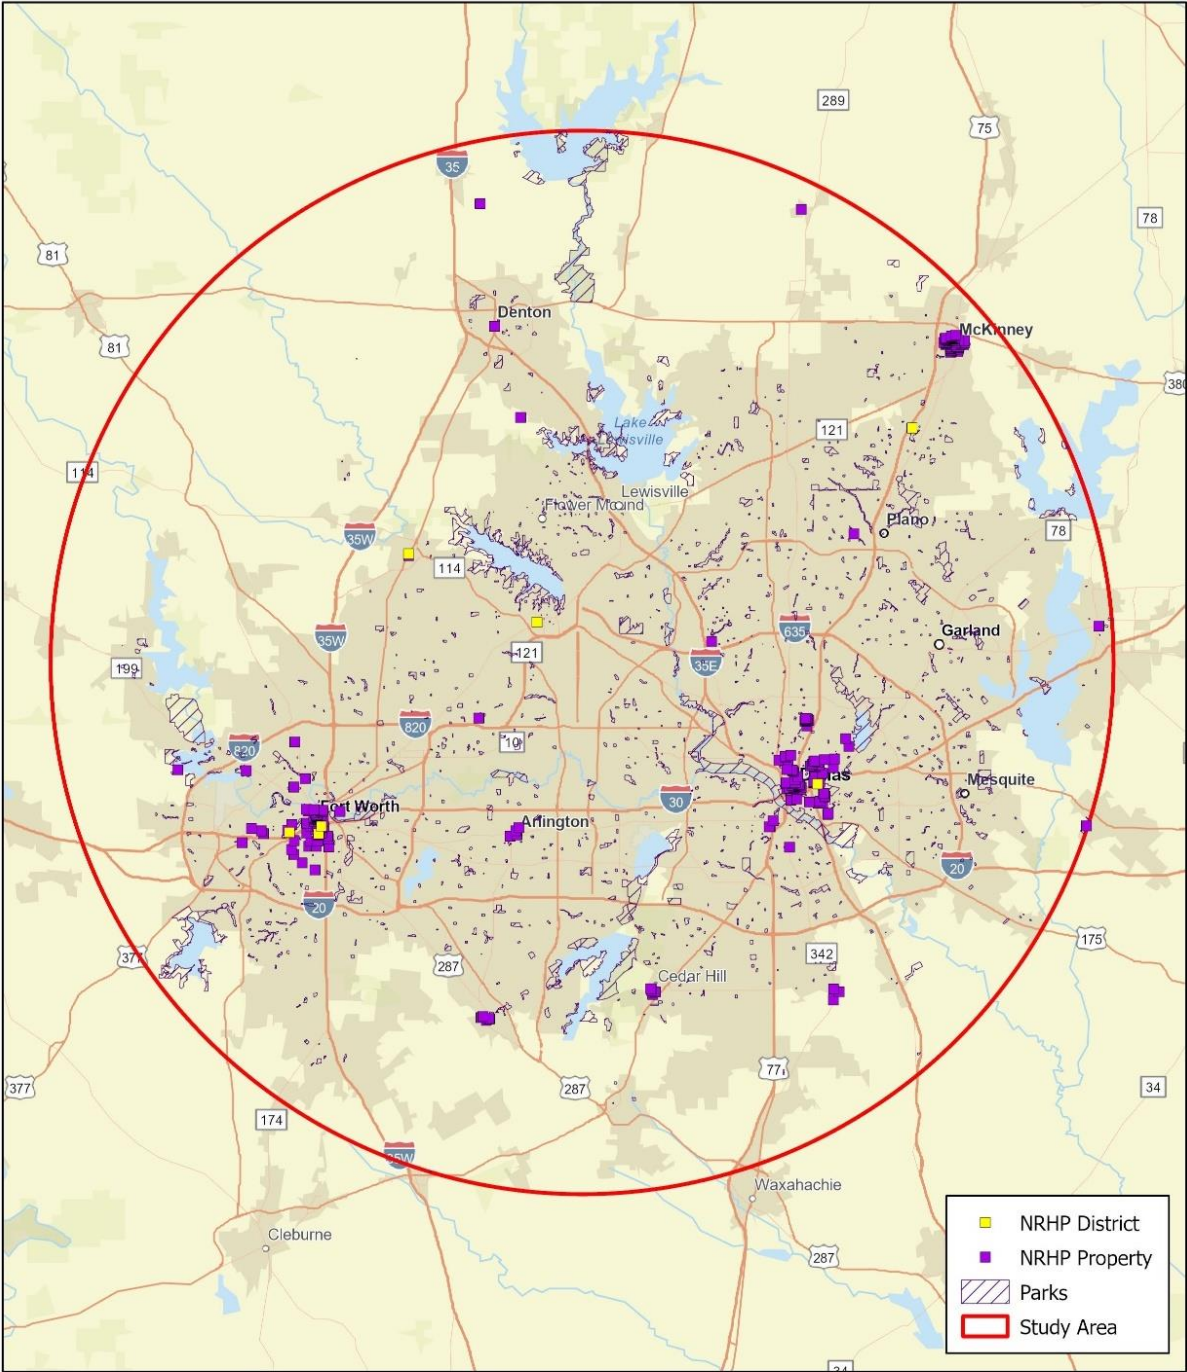 289
75
35
78
81
Denton
McKinney
81
380
Lake
Lewisville
121
114
Lewisville
Flower Mound
Plano
78
35W
114
Garland
635
35W
121
35E
199
820
820
10
Dallas
Mesquite
30
Fort Worth
Arlington
20
20
175
377
342
287
Cedar Hill
77
377
287
34
174
35W
Waxahachie
Cleburne
287
34
NRHP District
NRHP Property
Parks
Study Area